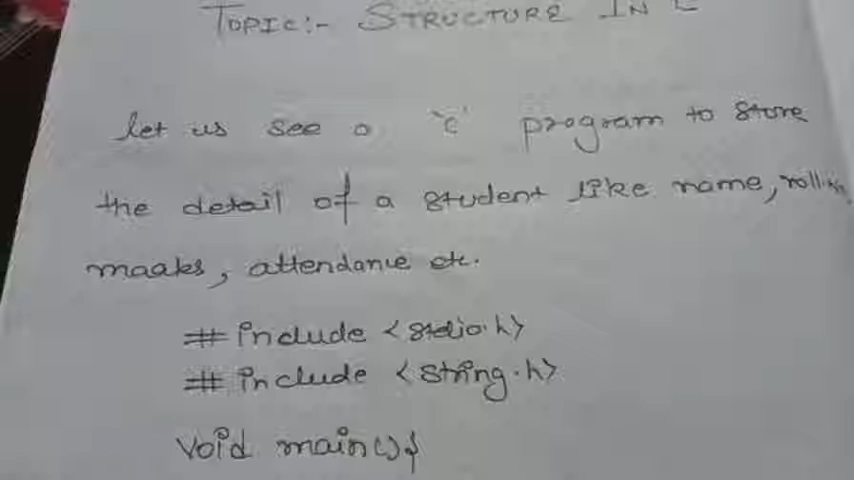 TOPIC:- STRUCTURE IN C
let us see a 'c' program to store
the detail of a student like name, roll
maaks, attendance etc.
# include <stdio.h>
# include <string.h>
void main(){